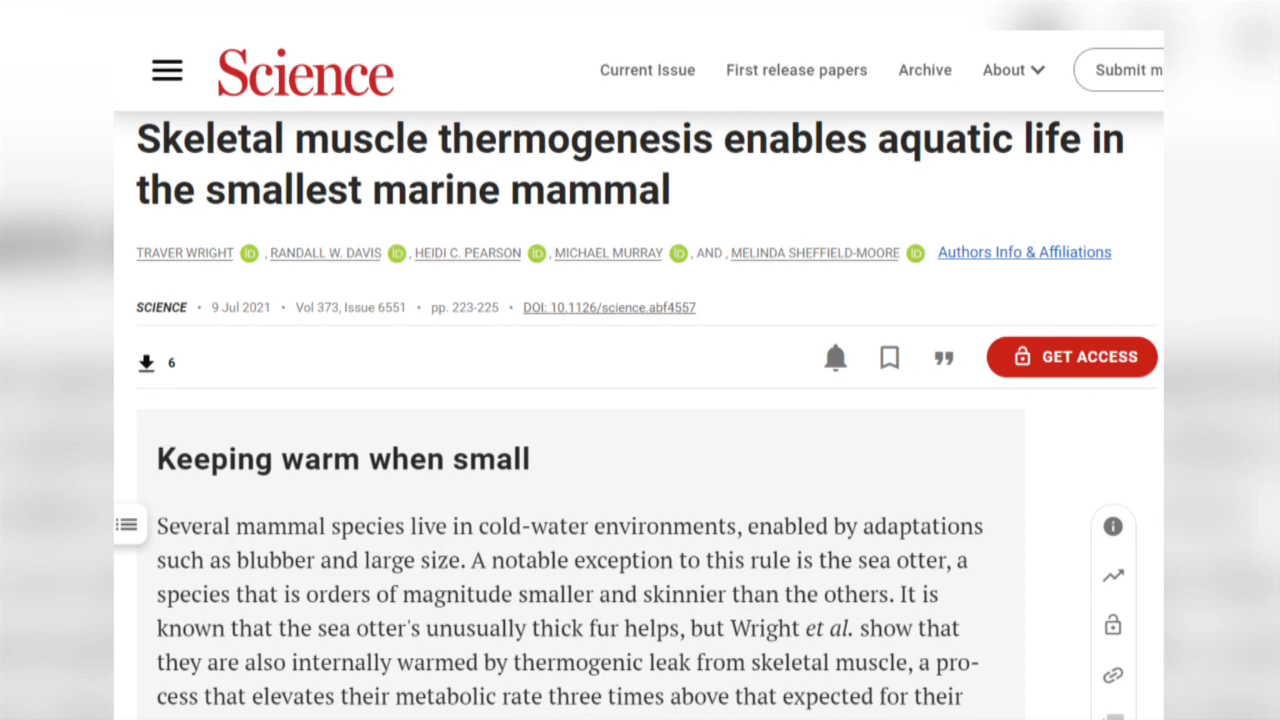 Science
Current Issue First release papers Archive About Submit m
Skeletal muscle thermogenesis enables aquatic life in
the smallest marine mammal
TRAVER WRIGHT iD , RANDALL W. DAVIS iD , HEIDI C. PEARSON iD , MICHAEL MURRAY iD , AND , MELINDA SHEFFIELD-MOORE iD Authors Info & Affiliations
SCIENCE • 9 Jul 2021 • Vol 373, Issue 6551 • pp. 223-225 • DOI: 10.1126/science.abf4557
6
GET ACCESS
Keeping warm when small
Several mammal species live in cold-water environments, enabled by adaptations
such as blubber and large size. A notable exception to this rule is the sea otter, a
species that is orders of magnitude smaller and skinnier than the others. It is
known that the sea otter's unusually thick fur helps, but Wright et al. show that
they are also internally warmed by thermogenic leak from skeletal muscle, a pro-
cess that elevates their metabolic rate three times above that expected for their